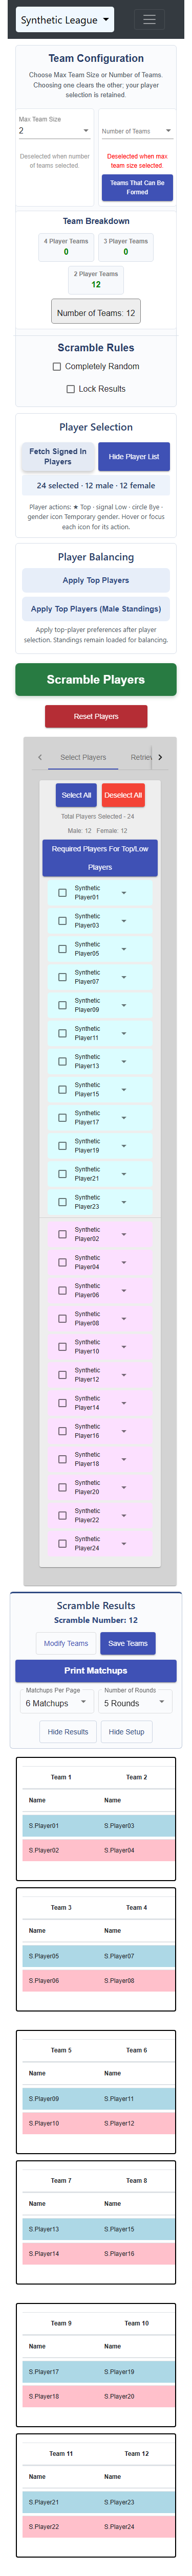 Synthetic League
Team Configuration
Choose Max Team Size or Number of Teams.
Choosing one clears the other; your player
selection is retained.
Max Team Size
2
Deselected when number
of teams selected.
Number of Teams
Deselected when max
team size selected.
Teams That Can Be
Formed
Team Breakdown
4 Player Teams
0
3 Player Teams
0
2 Player Teams
12
Number of Teams: 12
Scramble Rules
Completely Random
Lock Results
Player Selection
Fetch Signed In
Players
Hide Player List
24 selected · 12 male · 12 female
Player actions: ★ Top · signal Low · circle Bye ·
gender icon Temporary gender. Hover or focus
each icon for its action.
Player Balancing
Apply Top Players
Apply Top Players (Male Standings)
Apply top-player preferences after player
selection. Standings remain loaded for balancing.
Scramble Players
Reset Players
Select Players
Retriev
Select All
Deselect All
Total Players Selected - 24
Male: 12 Female: 12
Required Players For Top/Low
Players
Synthetic
Player01
Synthetic
Player03
Synthetic
Player05
Synthetic
Player07
Synthetic
Player09
Synthetic
Player11
Synthetic
Player13
Synthetic
Player15
Synthetic
Player17
Synthetic
Player19
Synthetic
Player21
Synthetic
Player23
Synthetic
Player02
Synthetic
Player04
Synthetic
Player06
Synthetic
Player08
Synthetic
Player10
Synthetic
Player12
Synthetic
Player14
Synthetic
Player16
Synthetic
Player18
Synthetic
Player20
Synthetic
Player22
Synthetic
Player24
Scramble Results
Scramble Number: 12
Modify Teams
Save Teams
Print Matchups
Matchups Per Page
6 Matchups
Number of Rounds
5 Rounds
Hide Results
Hide Setup
Team 1 Team 2
Name Name
S.Player01 S.Player03
S.Player02 S.Player04
Team 3 Team 4
Name Name
S.Player05 S.Player07
S.Player06 S.Player08
Team 5 Team 6
Name Name
S.Player09 S.Player11
S.Player10 S.Player12
Team 7 Team 8
Name Name
S.Player13 S.Player15
S.Player14 S.Player16
Team 9 Team 10
Name Name
S.Player17 S.Player19
S.Player18 S.Player20
Team 11 Team 12
Name Name
S.Player21 S.Player23
S.Player22 S.Player24